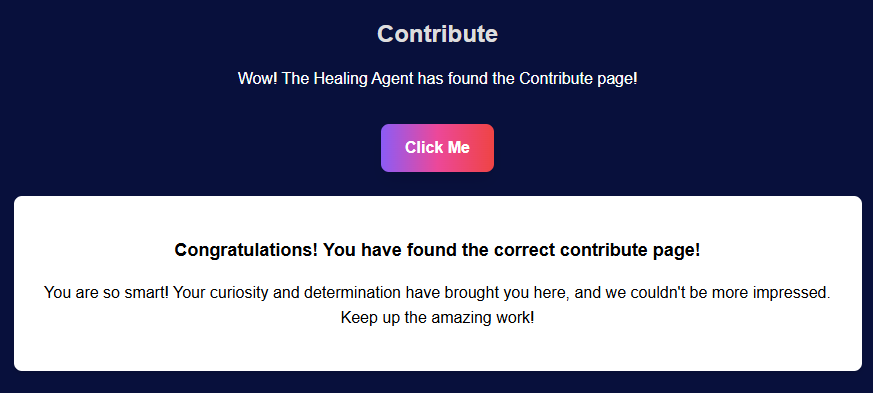 Contribute
Wow! The Healing Agent has found the Contribute page!
Click Me
Congratulations! You have found the correct contribute page!
You are so smart! Your curiosity and determination have brought you here, and we couldn't be more impressed.
Keep up the amazing work!